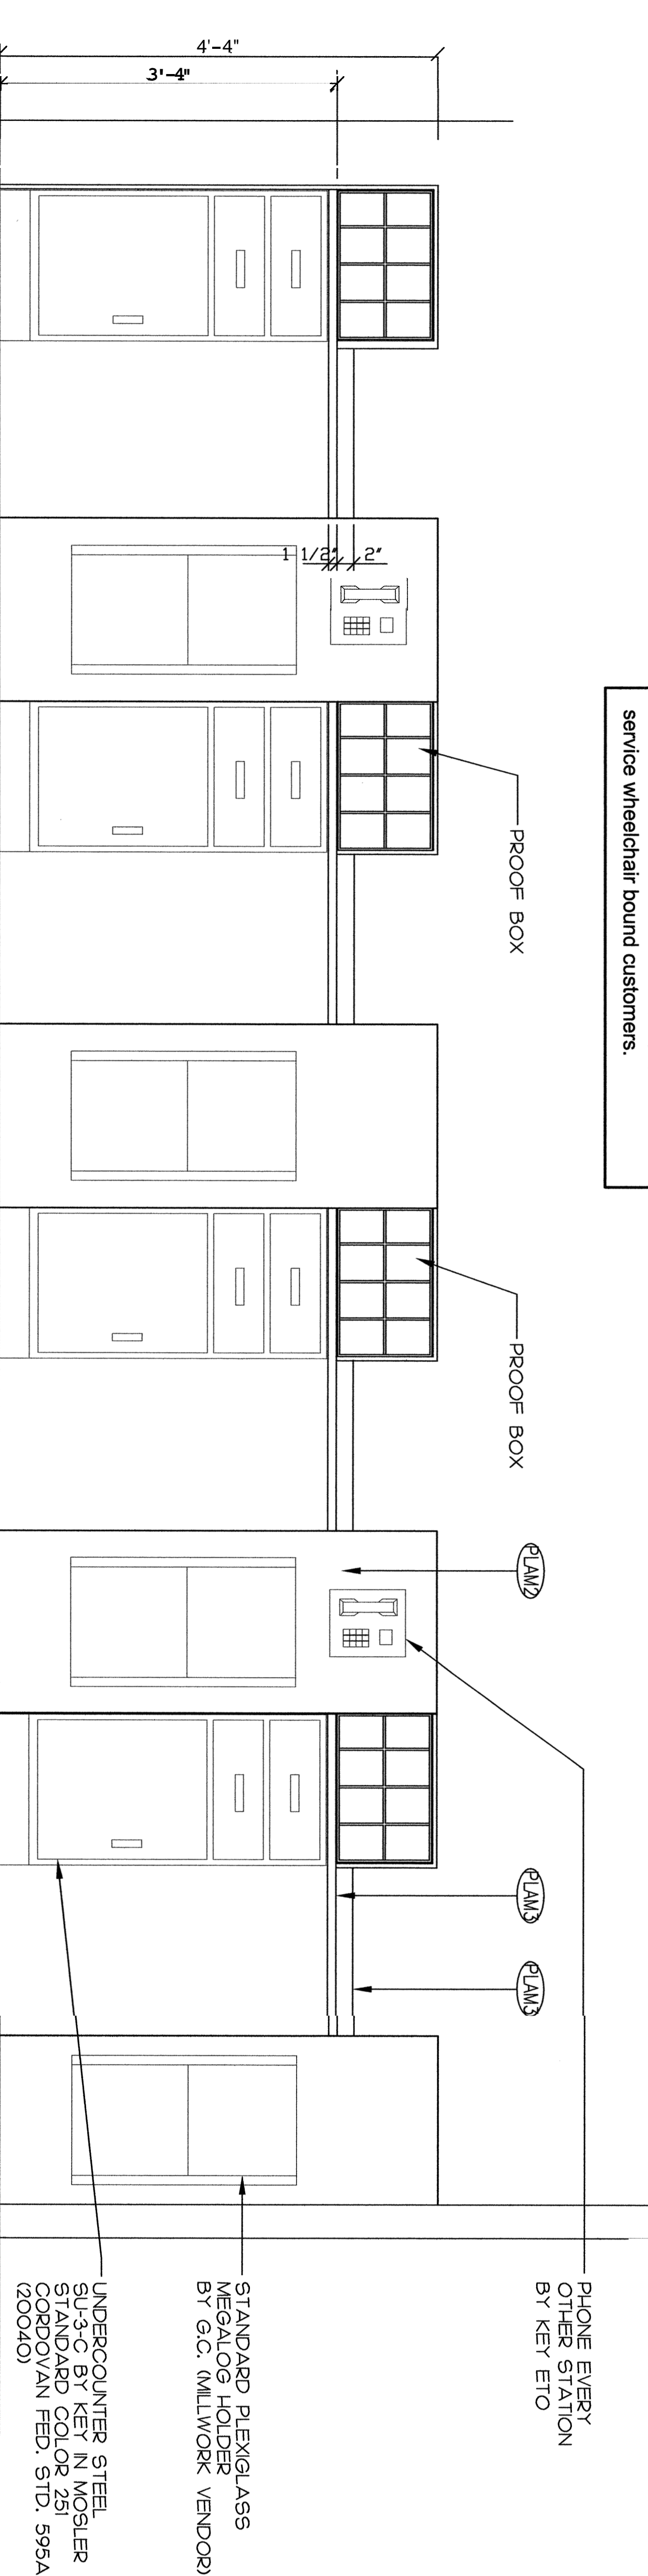 4'-4"
3'-4"
1 1/2"
2"
service wheelchair bound customers.
PROOF BOX
PROOF BOX
PLAM2
PLAM3
PLAM3
PHONE EVERY
OTHER STATION
BY KEY ETO
STANDARD PLEXIGLASS
MEGALOG HOLDER
BY G.C. (MILLWORK VENDOR)
UNDERCOUNTER STEEL
SU-3-C BY KEY IN MOSLER
STANDARD COLOR 251
CORDOVAN FED. STD. 595A
(20040)